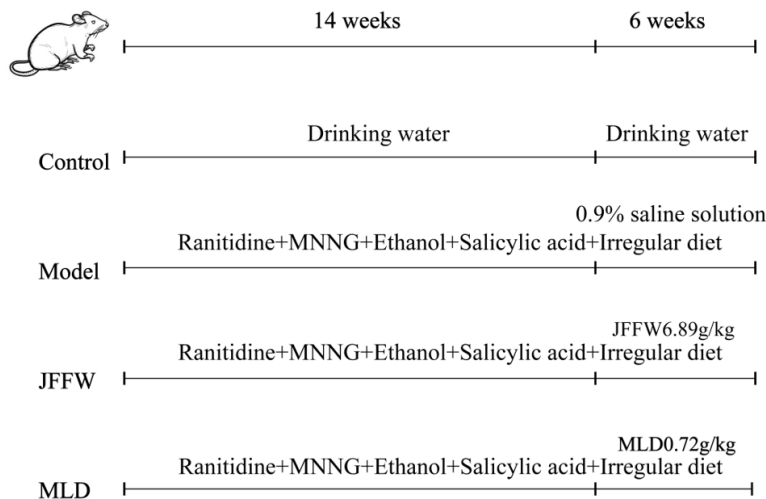 14 weeks 6 weeks
Drinking water Drinking water
Control
0.9% saline solution
Ranitidine+MNNG+Ethanol+Salicylic acid+Irregular diet
Model
JFFW6.89g/kg
Ranitidine+MNNG+Ethanol+Salicylic acid+Irregular diet
JFFW
MLD0.72g/kg
Ranitidine+MNNG+Ethanol+Salicylic acid+Irregular diet
MLD